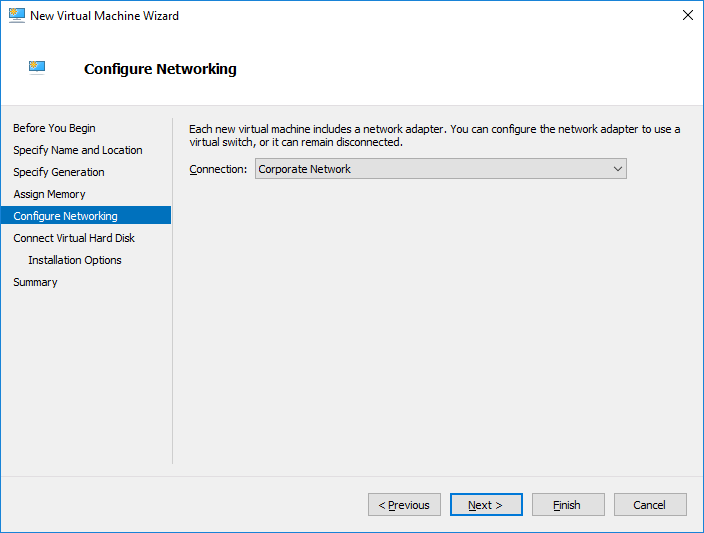 New Virtual Machine Wizard
Configure Networking
Before You Begin
Specify Name and Location
Specify Generation
Assign Memory
Configure Networking
Connect Virtual Hard Disk
Installation Options
Summary
Each new virtual machine includes a network adapter. You can configure the network adapter to use a
virtual switch, or it can remain disconnected.
Connection: Corporate Network
< Previous Next > Finish Cancel